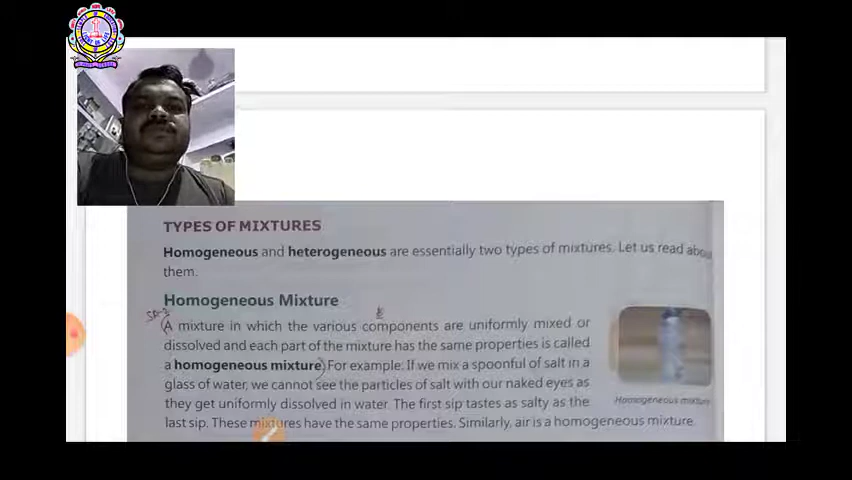 TYPES OF MIXTURES
Homogeneous and heterogeneous are essentially two types of mixtures. Let us read abou
them.
Homogeneous Mixture
A mixture in which the various components are uniformly mixed or
dissolved and each part of the mixture has the same properties is called
a homogeneous mixture. For example: If we mix a spoonful of salt in a
glass of water, we cannot see the particles of salt with our naked eyes as
they get uniformly dissolved in water. The first sip tastes as salty as the
last sip. These mixtures have the same properties. Similarly, air is a homogeneous mixture.
Homogeneous mixture